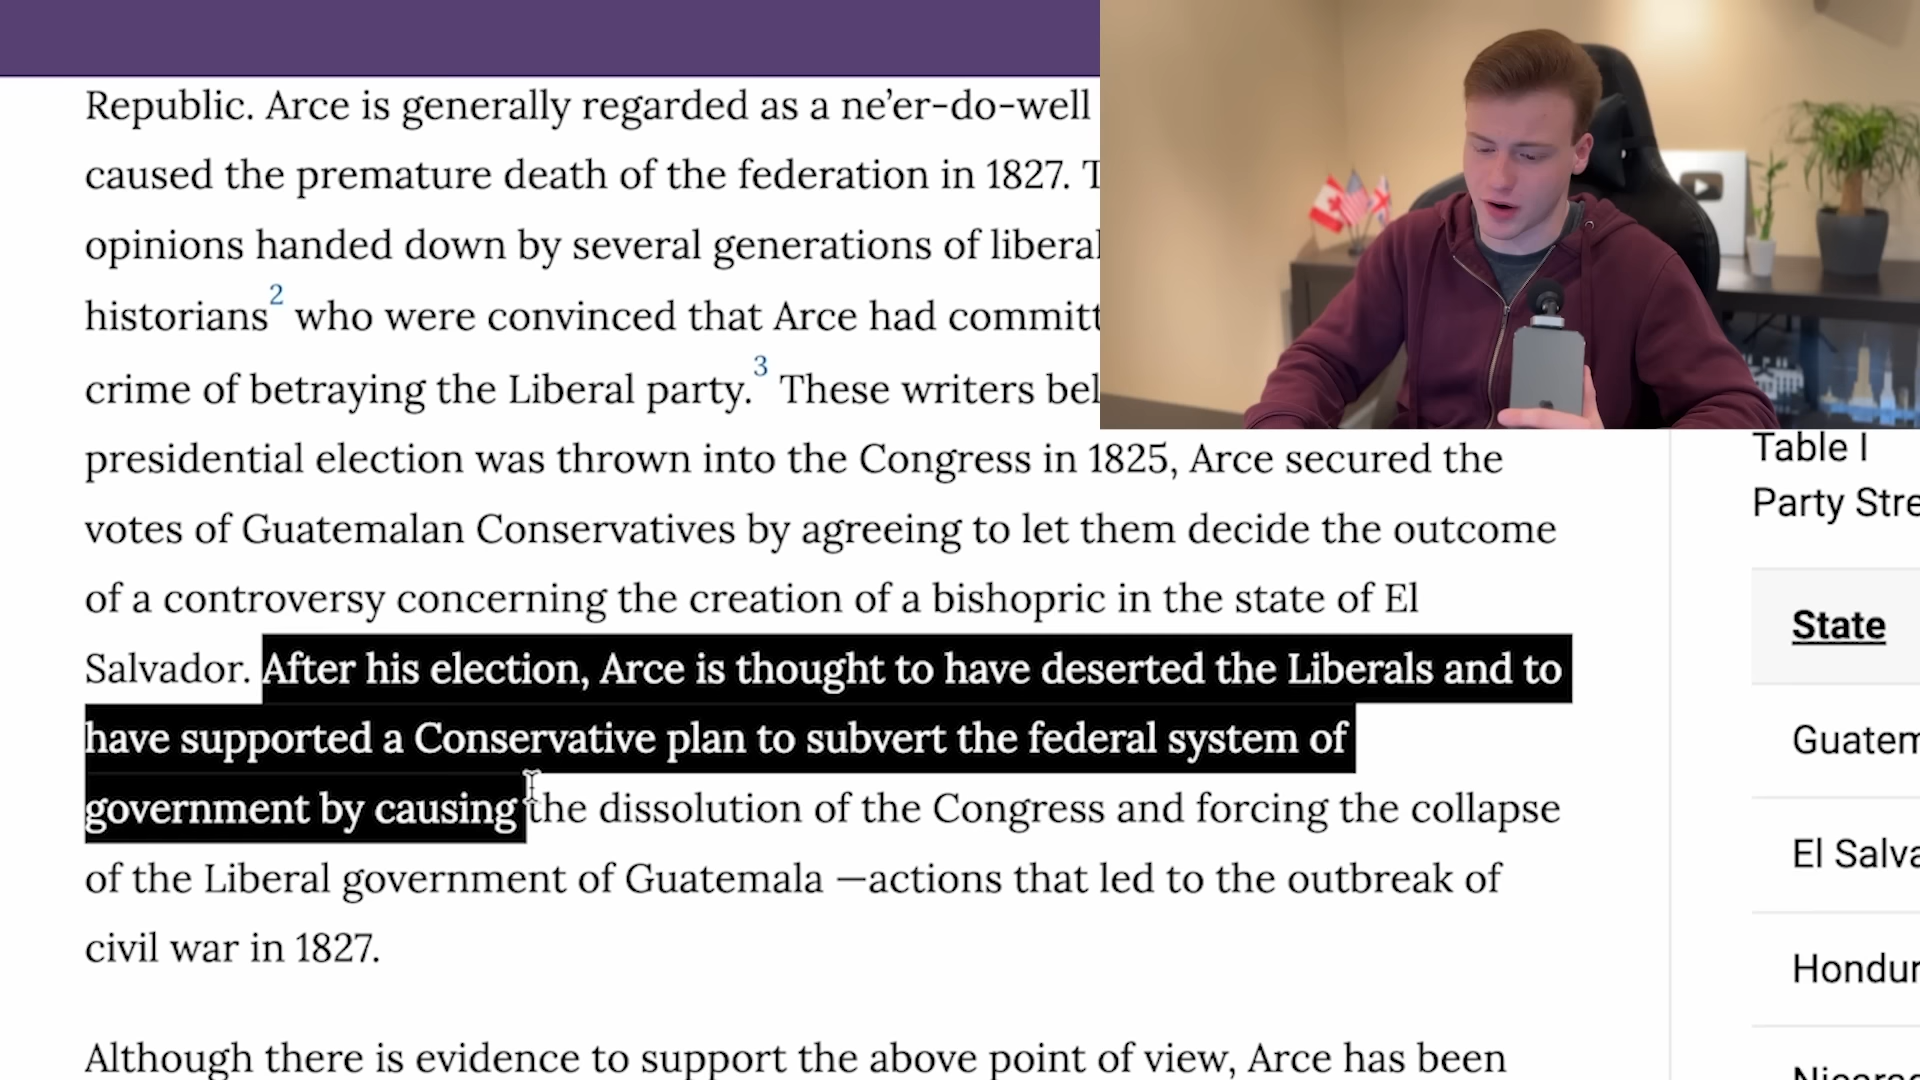 Republic. Arce is generally regarded as a ne’er-do-well
caused the premature death of the federation in 1827.
opinions handed down by several generations of liberal
historians2 who were convinced that Arce had
crime of betraying the Liberal party.3 These writers
presidential election was thrown into the Congress in 1825, Arce secured the
votes of Guatemalan Conservatives by agreeing to let them decide the outcome
of a controversy concerning the creation of a bishopric in the state of El
Salvador. After his election, Arce is thought to have deserted the Liberals and to
have supported a Conservative plan to subvert the federal system of
government by causing the dissolution of the Congress and forcing the collapse
of the Liberal government of Guatemala —actions that led to the outbreak of
civil war in 1827.
Although there is evidence to support the above point of view, Arce has been
Table I
Party
State
El